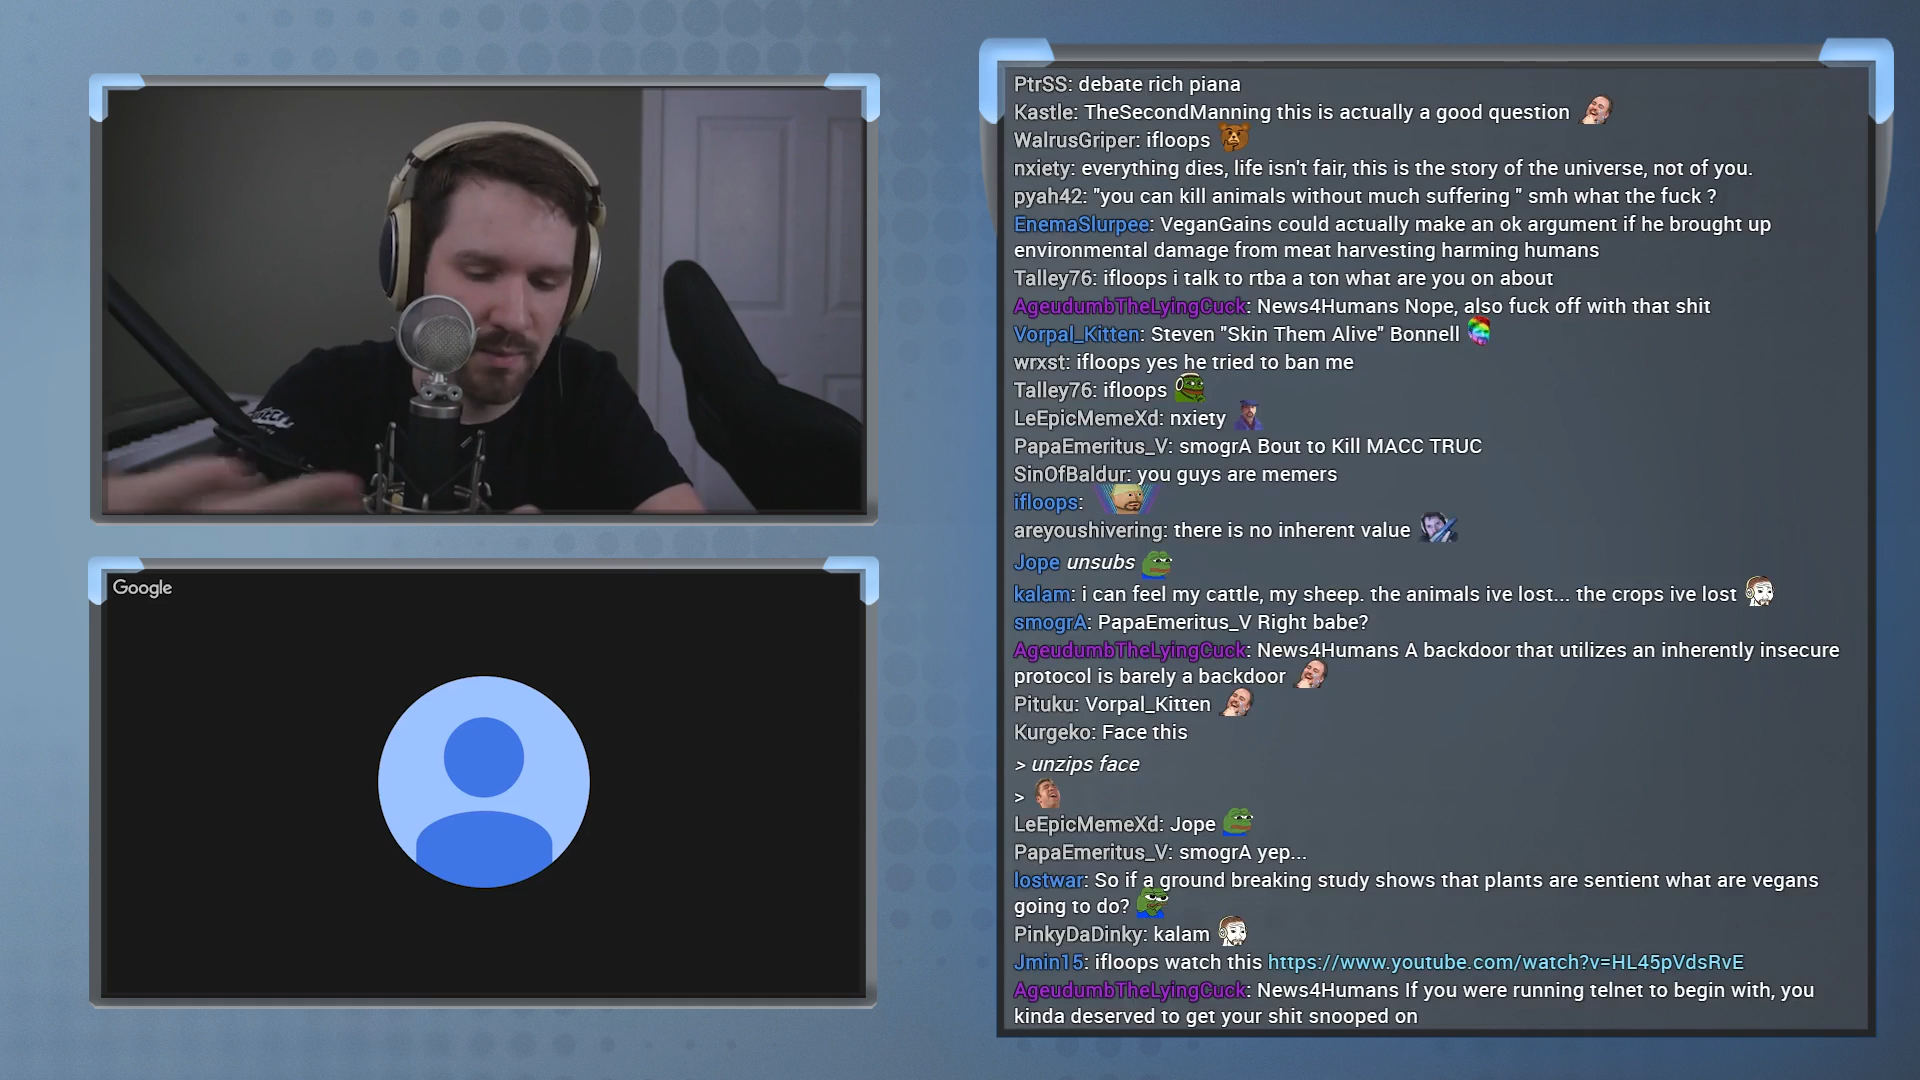 Google
PtrSS: debate rich piana
Kastle: TheSecondManning this is actually a good question
WalrusGriper: ifloops
nxiety: everything dies, life isn't fair, this is the story of the universe, not of you.
pyah42: "you can kill animals without much suffering " smh what the fuck ?
EnemaSlurpee: VeganGains could actually make an ok argument if he brought up
environmental damage from meat harvesting harming humans
Talley76: ifloops i talk to rtba a ton what are you on about
AgeudumbTheLyingCuck: News4Humans Nope, also fuck off with that shit
Vorpal_Kitten: Steven "Skin Them Alive" Bonnell
wrxst: ifloops yes he tried to ban me
Talley76: ifloops
LeEpicMemeXd: nxiety
PapaEmeritus_V: smogrA Bout to Kill MACC TRUC
SinOfBaldur: you guys are memers
ifloops:
areyoushivering: there is no inherent value
Jope unsubs
kalam: i can feel my cattle, my sheep. the animals ive lost... the crops ive lost
smogrA: PapaEmeritus_V Right babe?
AgeudumbTheLyingCuck: News4Humans A backdoor that utilizes an inherently insecure
protocol is barely a backdoor
Pituku: Vorpal_Kitten
Kurgeko: Face this
> unzips face
>
LeEpicMemeXd: Jope
PapaEmeritus_V: smogrA yep...
lostwar: So if a ground breaking study shows that plants are sentient what are vegans
going to do?
PinkyDaDinky: kalam
Jmin15: ifloops watch this https://www.youtube.com/watch?v=HL45pVdsRvE
AgeudumbTheLyingCuck: News4Humans If you were running telnet to begin with, you
kinda deserved to get your shit snooped on